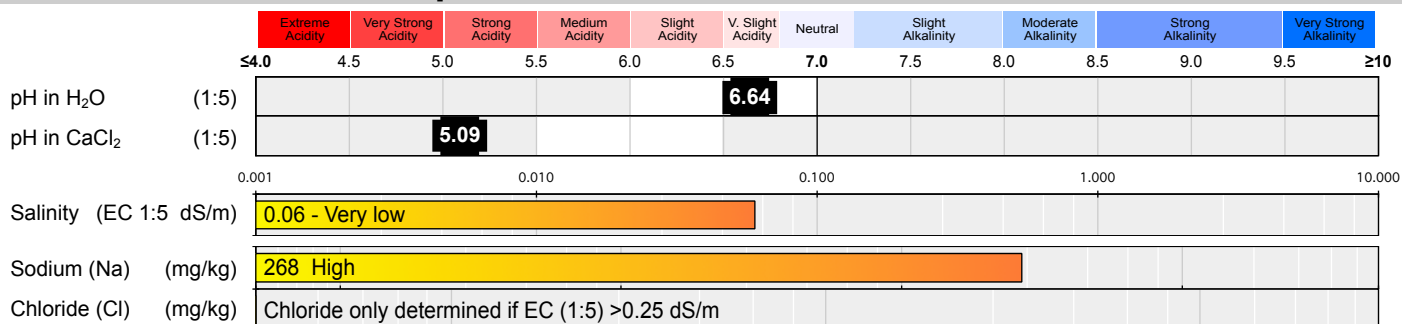 Extreme Acidity Very Strong Acidity Strong Acidity Medium Acidity Slight Acidity V. Slight Acidity Neutral Slight Alkalinity Moderate Alkalinity Strong Alkalinity Very Strong Alkalinity
≤4.0 4.5 5.0 5.5 6.0 6.5 7.0 7.5 8.0 8.5 9.0 9.5 ≥10
pH in H₂O (1:5) 6.64
pH in CaCl₂ (1:5) 5.09
0.001 0.010 0.100 1.000 10.000
Salinity (EC 1:5 dS/m) 0.06 - Very low
Sodium (Na) (mg/kg) 268 High
Chloride (Cl) (mg/kg) Chloride only determined if EC (1:5) >0.25 dS/m